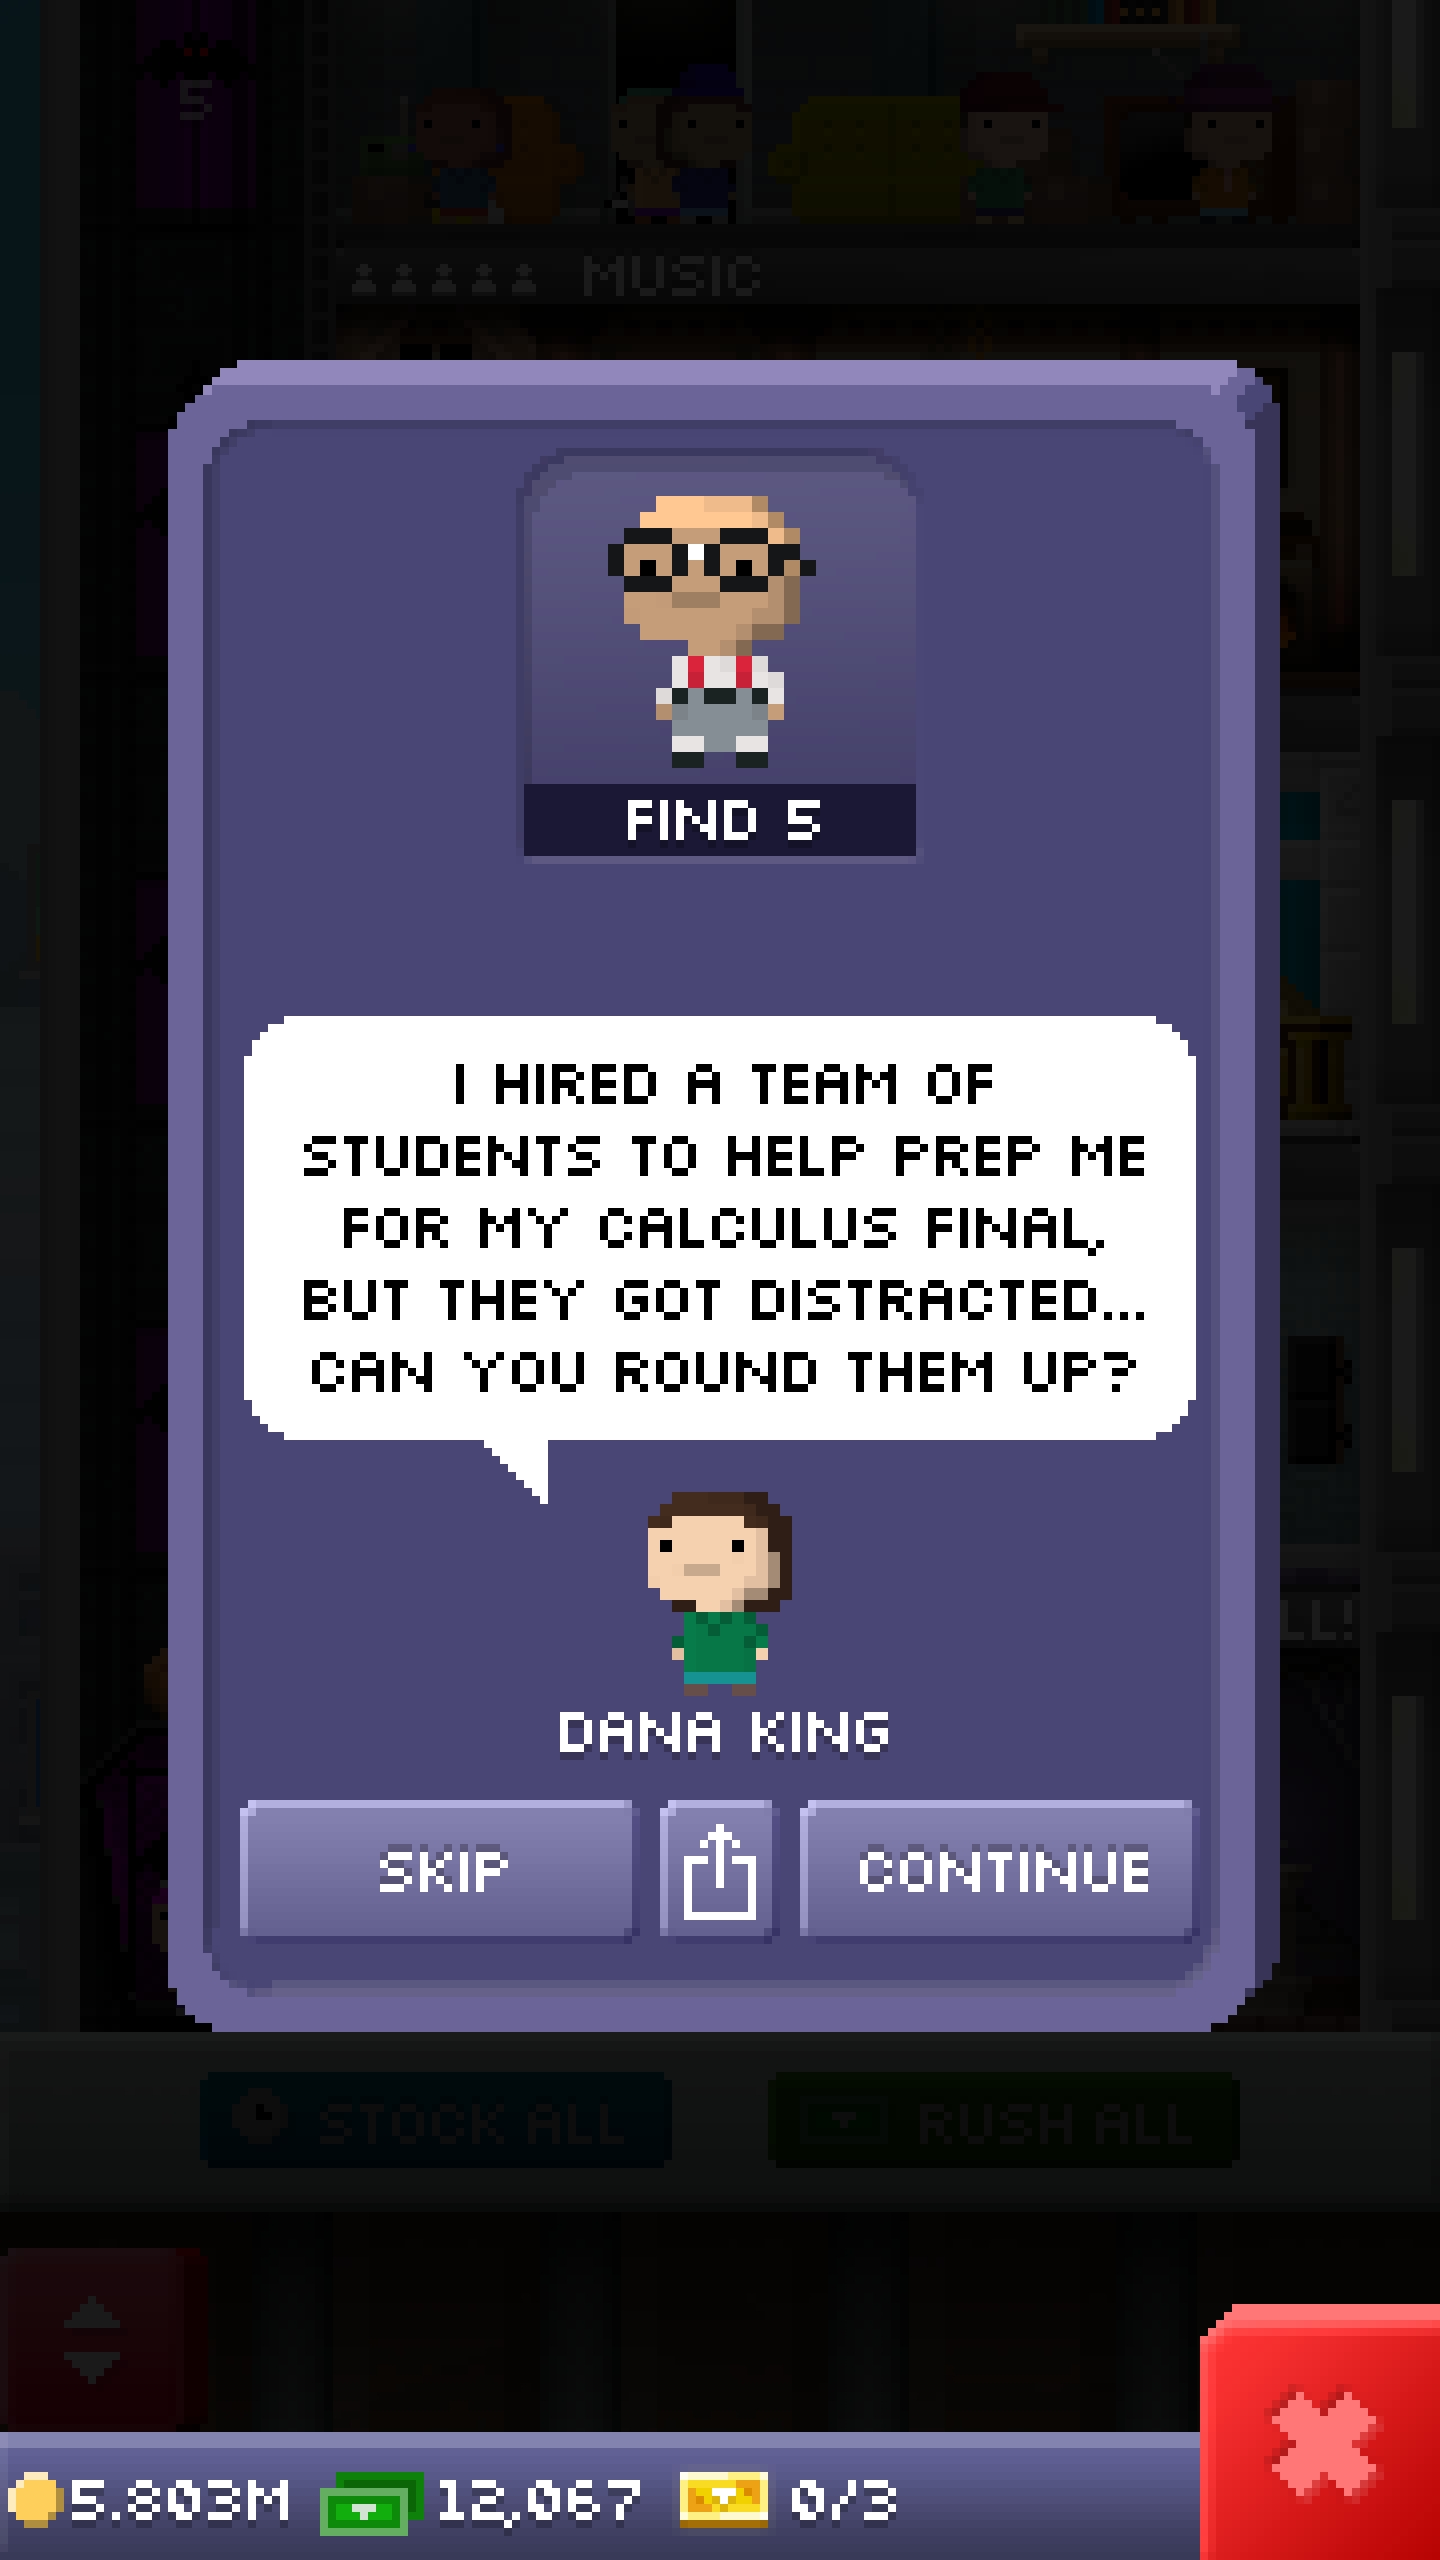 5
MUSIC
FIND 5
I HIRED A TEAM OF
STUDENTS TO HELP PREP ME
FOR MY CALCULUS FINAL,
BUT THEY GOT DISTRACTED...
CAN YOU ROUND THEM UP?
LL!
DANA KING
SKIP
CONTINUE
STOCK ALL
RUSH ALL
5.803M
12,067
0/3